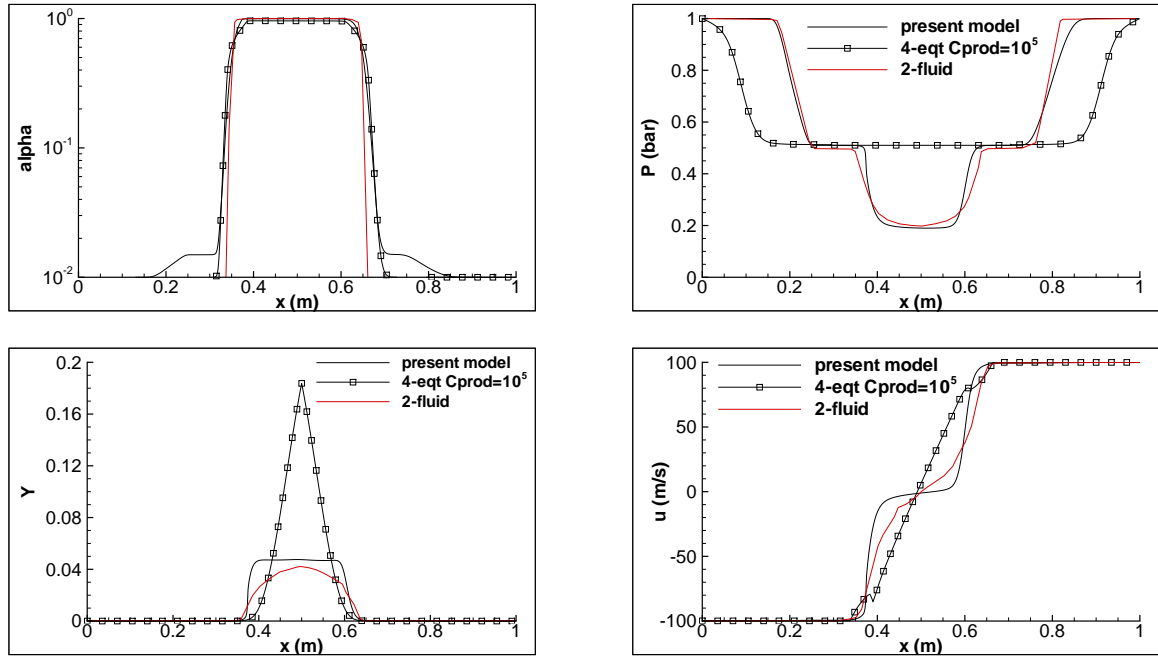 10⁰
10⁻¹
10⁻²
alpha
0 0.2 0.4 0.6 0.8 1
x (m)
1
0.8
0.6
0.4
0.2
0
P (bar)
present model
4-eqt Cprod=10⁵
2-fluid
0 0.2 0.4 0.6 0.8 1
x (m)
0.2
0.16
0.12
0.08
0.04
0
Y
present model
4-eqt Cprod=10⁵
2-fluid
0 0.2 0.4 0.6 0.8 1
x (m)
100
50
0
-50
-100
u (m/s)
present model
4-eqt Cprod=10⁵
2-fluid
0 0.2 0.4 0.6 0.8 1
x (m)